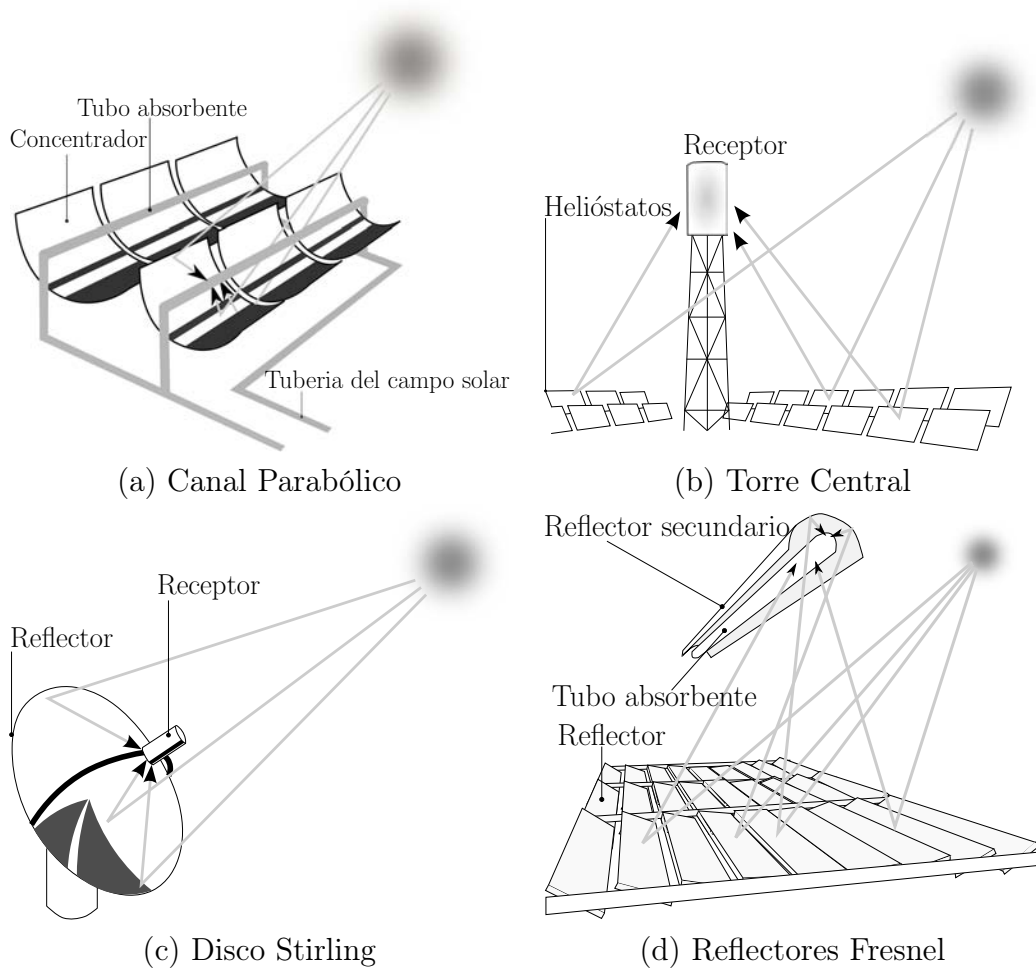 Tubo absorbente
Concentrador
Tuberia del campo solar
(a) Canal Parabólico
Receptor
Helióstatos
(b) Torre Central
Receptor
Reflector
(c) Disco Stirling
Reflector secundario
Tubo absorbente
Reflector
(d) Reflectores Fresnel